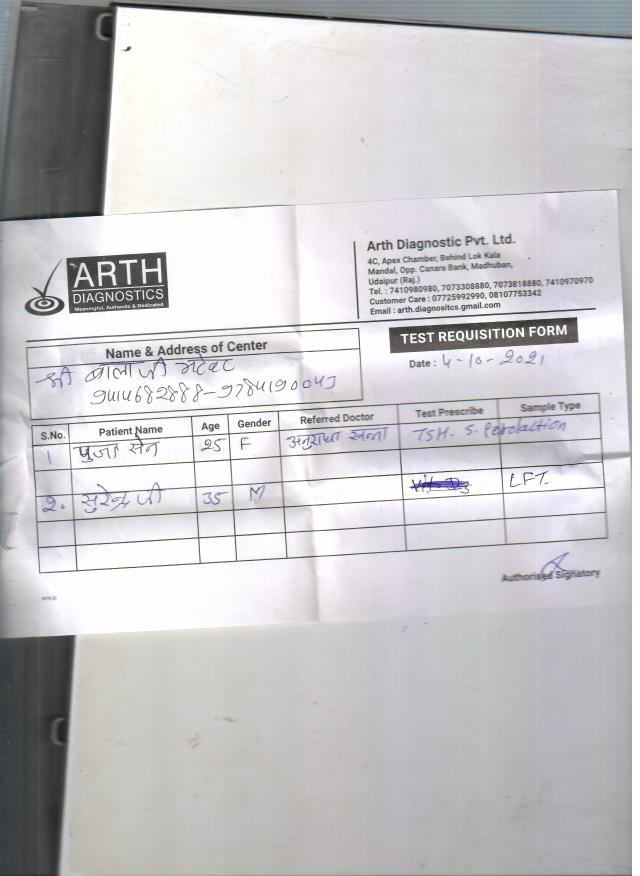 ARTH
DIAGNOSTICS
Meaningful, Authentic & Dedicated
Arth Diagnostic Pvt. Ltd.
4C, Apex Chamber, Behind Lok Kala
Mandal, Opp. Canara Bank, Madhuban,
Udaipur (Raj.)
Tel. : 7410980980, 7073308880, 7073818880, 7410970970
Customer Care : 07725992990, 08107753342
Email : arth.diagnositcs.gmail.com
Name & Address of Center
श्री बालाजी
9414682888-9784190045
TEST REQUISITION FORM
Date : 4-10-2021
S.No. Patient Name Age Gender Referred Doctor Test Prescribe Sample Type
1 पुजा सेन 25 F अनुराधा TSH. S. Perolaction
2. सुरेन्द्र जी 35 M LFT.
Authorised Signatory